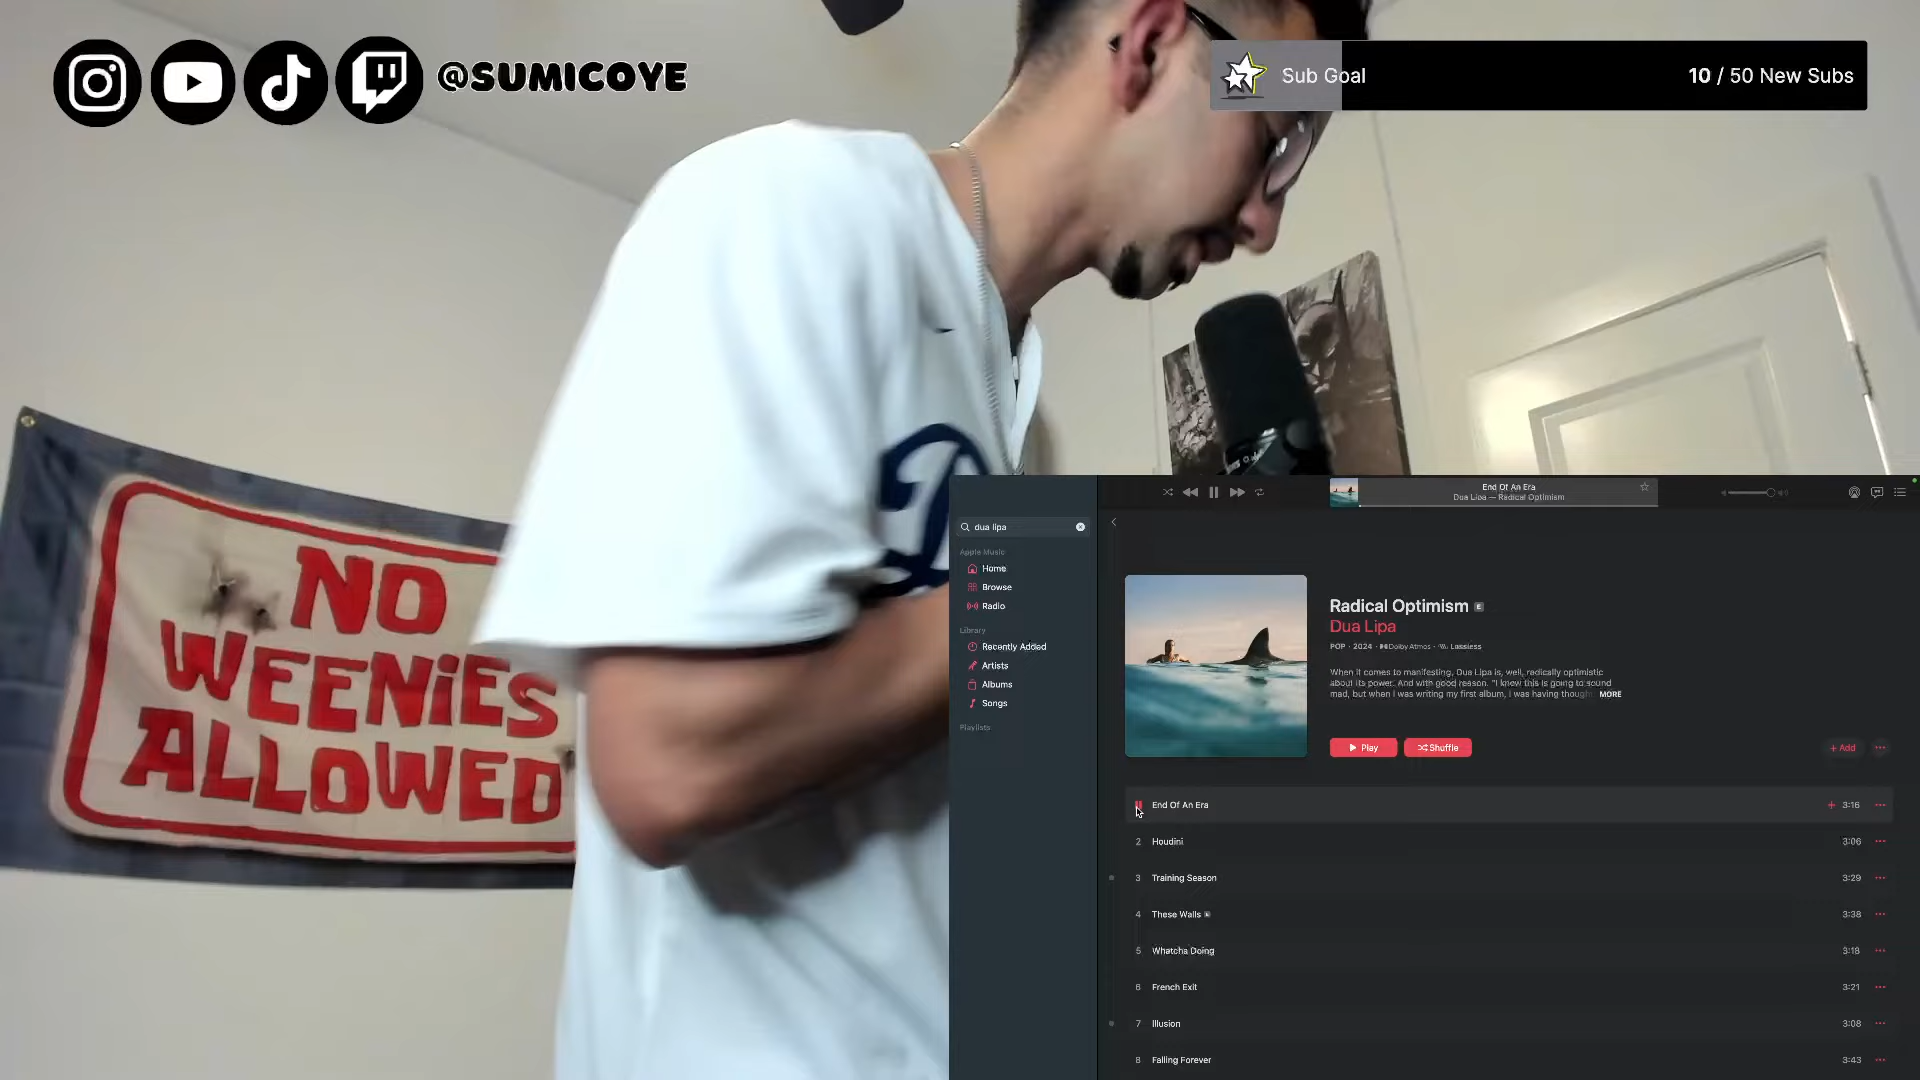 @SUMICOYE
Sub Goal
10 / 50 New Subs
NO
WEENiES
ALLOWED
End Of An Era
Dua Lipa — Radical Optimism
dua lipa
Apple Music
Home
Browse
Radio
Library
Recently Added
Artists
Albums
Songs
Playlists
Radical Optimism E
Dua Lipa
POP · 2024 · Dolby Atmos · Lossless
When it comes to manifesting, Dua Lipa is, well, radically optimistic
about its power. And with good reason. "I knew this is going to sound
mad, but when I was writing my first album, I was having though MORE
Play
Shuffle
+ Add
End Of An Era + 3:16
2 Houdini 3:06
3 Training Season 3:29
4 These Walls 3:38
5 Whatcha Doing 3:18
6 French Exit 3:21
7 Illusion 3:08
8 Falling Forever 3:43